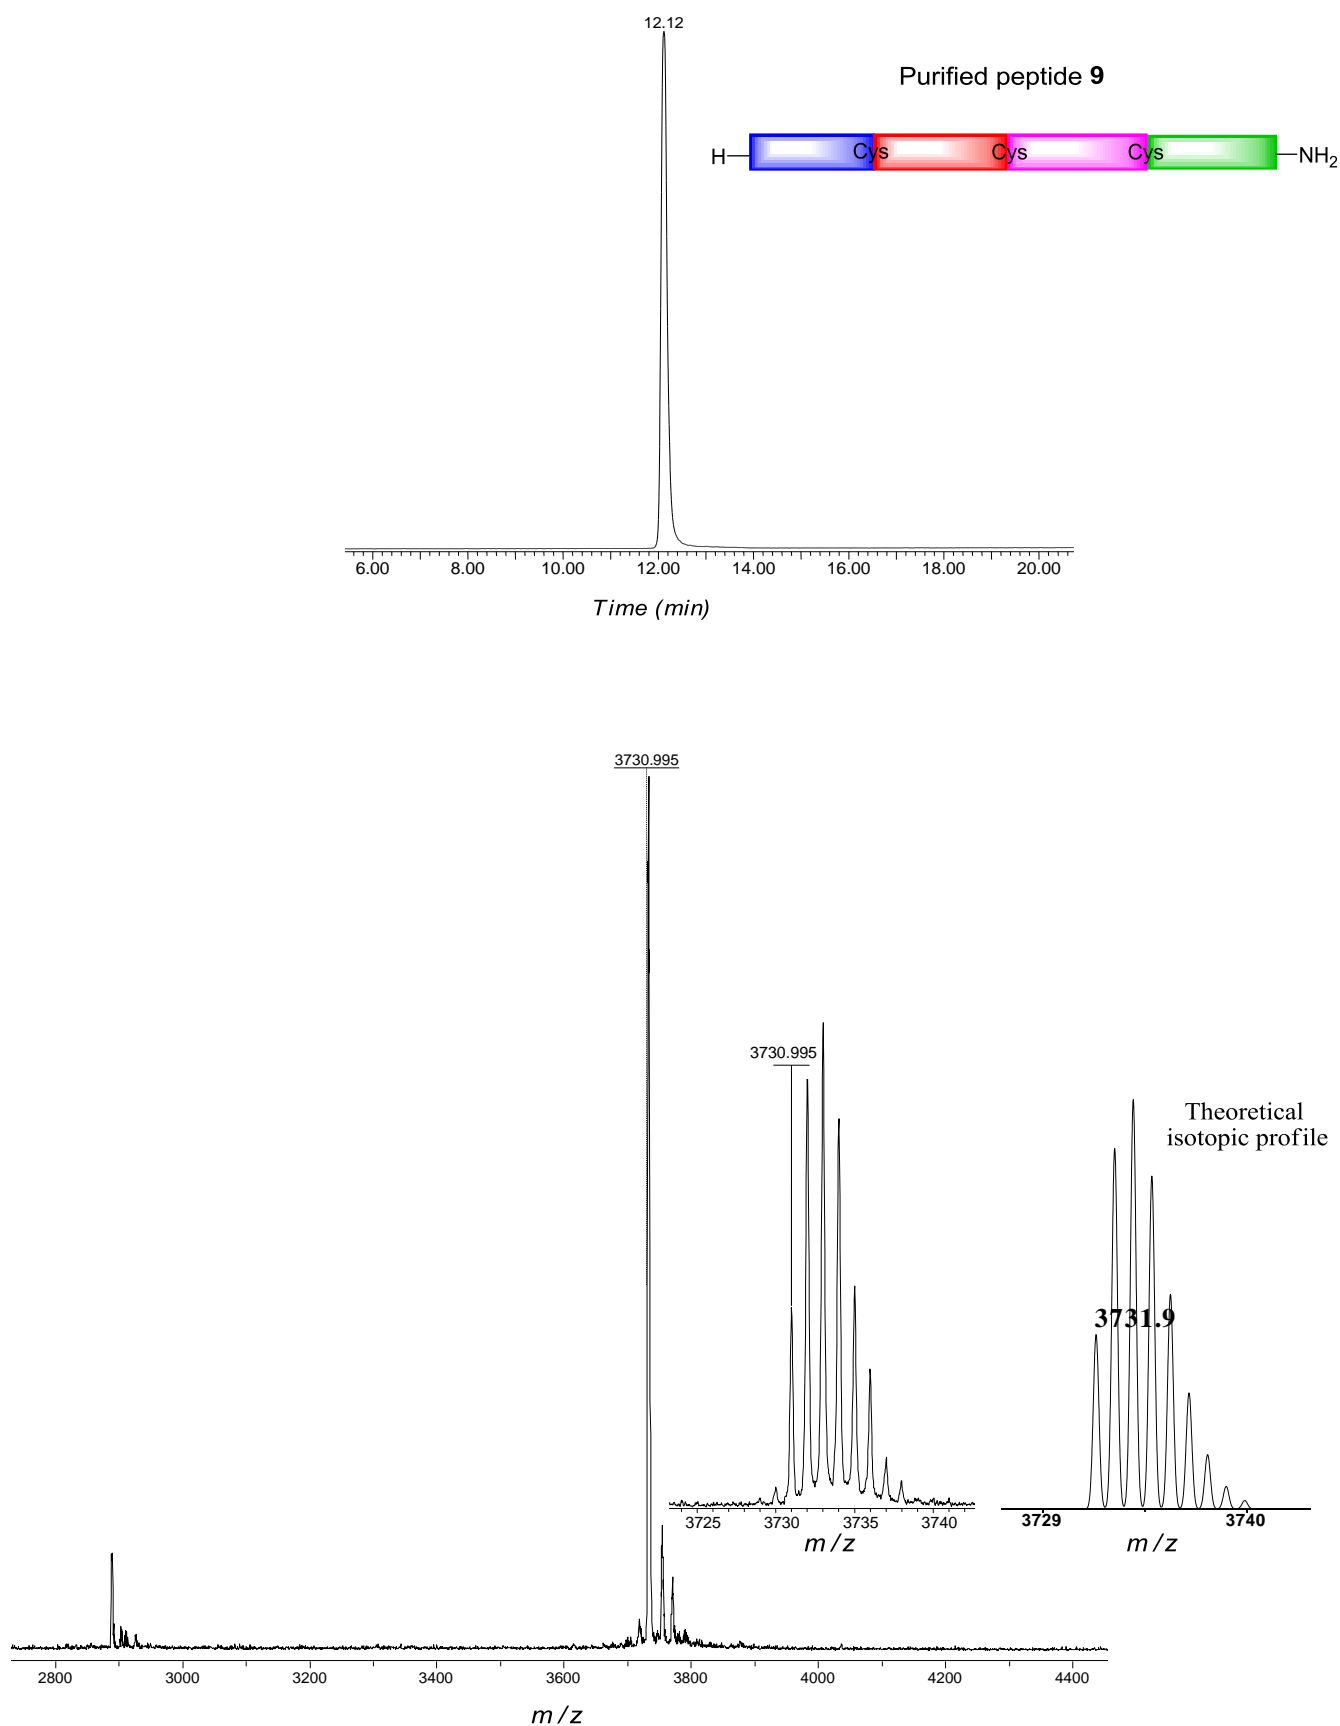 12.12
Purified peptide 9
H Cys Cys Cys NH2
6.00 8.00 10.00 12.00 14.00 16.00 18.00 20.00
Time (min)
3730.995
3730.995
Theoretical
isotopic profile
3731.9
3725 3730 3735 3740
m/z
3729 3740
m/z
2800 3000 3200 3400 3600 3800 4000 4200 4400
m/z